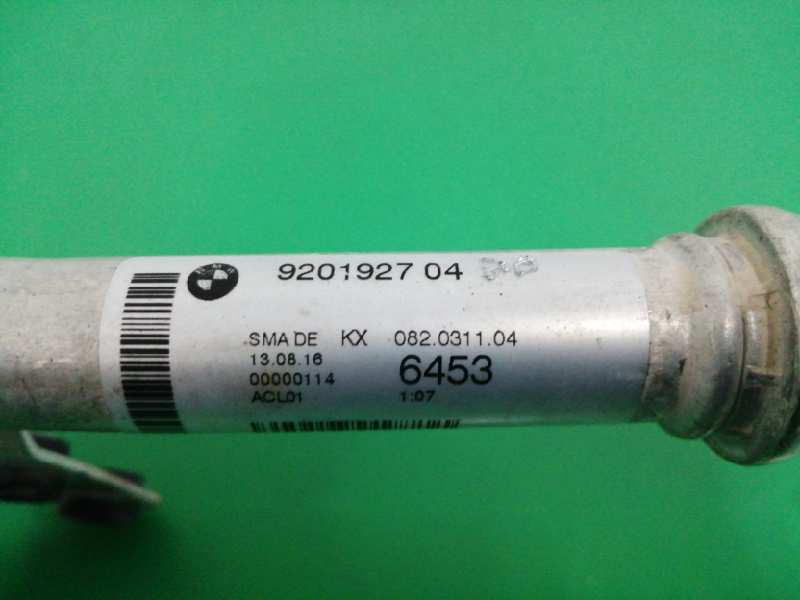 9201927 04
SMA DE KX 082.0311.04
13.08.16
00000114 6453
ACL01 1:07